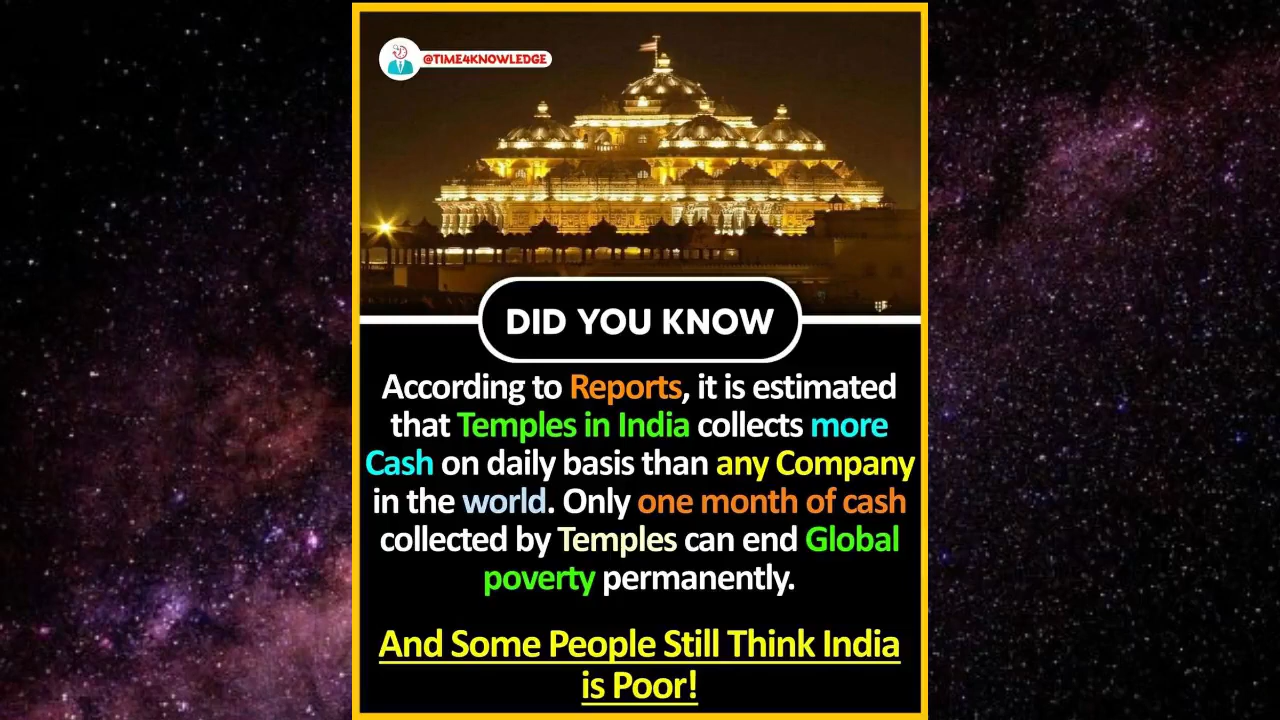 @TIME4KNOWLEDGE
DID YOU KNOW
According to Reports, it is estimated
that Temples in India collects more
Cash on daily basis than any Company
in the world. Only one month of cash
collected by Temples can end Global
poverty permanently.
And Some People Still Think India
is Poor!